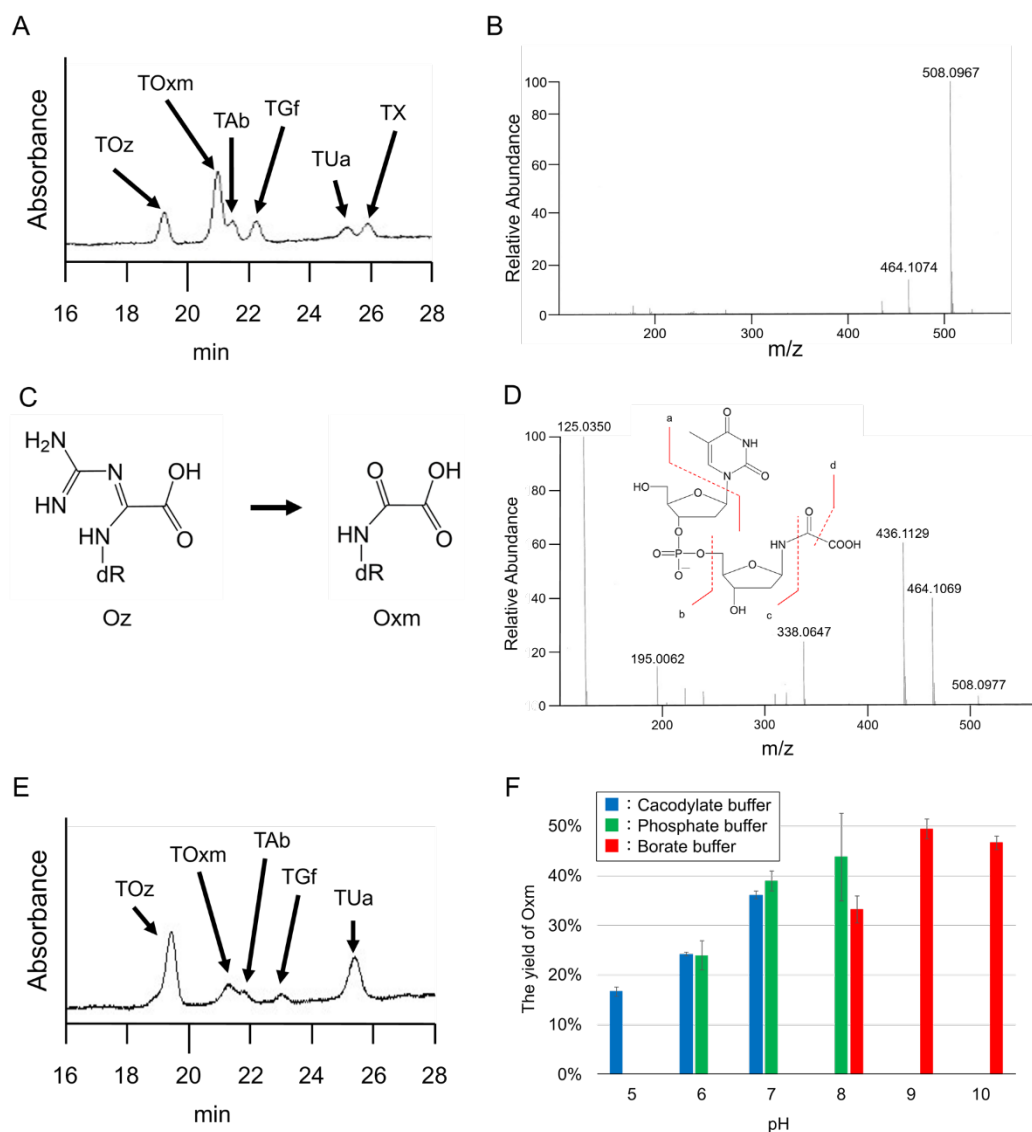 A
Absorbance
TOz
TOxm
TAb
TGf
TUa
TX
16 18 20 22 24 26 28
min
B
Relative Abundance
100
80
60
40
20
0
508.0967
464.1074
200 300 400 500
m/z
C
H₂N
N
OH
HN
O
HN
dR
Oz
O
OH
HN
O
dR
Oxm
D
Relative Abundance
100
80
60
40
20
0
125.0350
195.0062
338.0647
436.1129
464.1069
508.0977
a
O
NH
N
O
HO
O
d
O
O
O=P
O
NH
COOH
O
O
OH
b
c
200 300 400 500
m/z
E
Absorbance
TOz
TOxm
TAb
TGf
TUa
16 18 20 22 24 26 28
min
F
: Cacodylate buffer
: Phosphate buffer
: Borate buffer
The yield of Oxm
50%
40%
30%
20%
10%
0%
5 6 7 8 9 10
pH